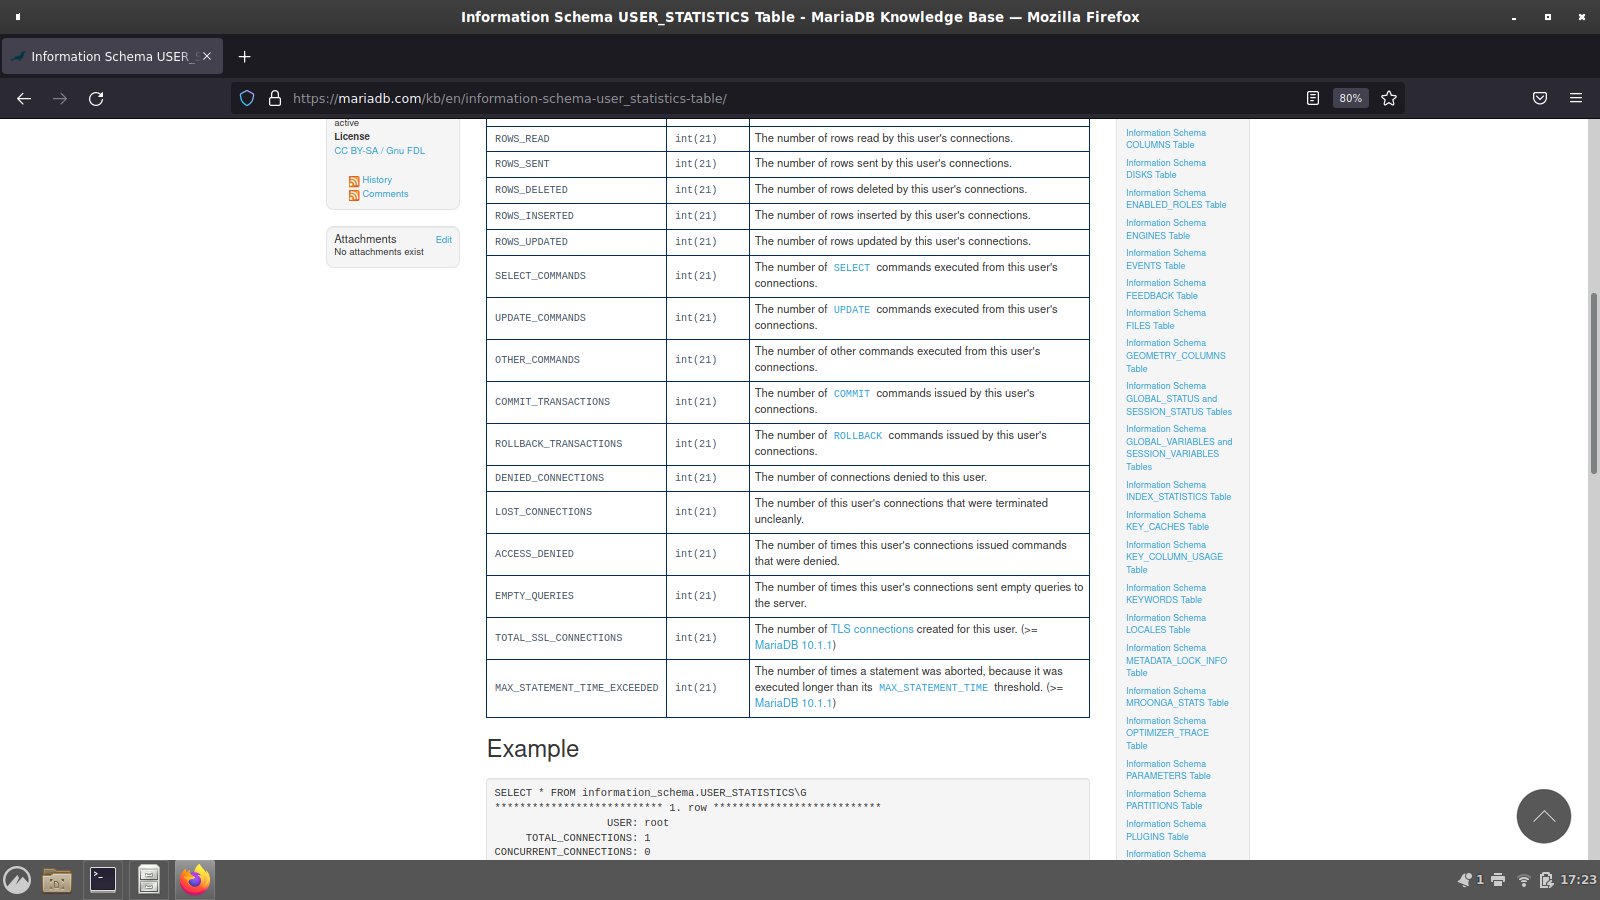 Information Schema USER_STATISTICS Table - MariaDB Knowledge Base — Mozilla Firefox
Information Schema USER_S
https://mariadb.com/kb/en/information-schema-user_statistics-table/
80%
active
License
CC BY-SA / Gnu FDL
History
Comments
Attachments
Edit
No attachments exist
ROWS_READ int(21) The number of rows read by this user's connections.
ROWS_SENT int(21) The number of rows sent by this user's connections.
ROWS_DELETED int(21) The number of rows deleted by this user's connections.
ROWS_INSERTED int(21) The number of rows inserted by this user's connections.
ROWS_UPDATED int(21) The number of rows updated by this user's connections.
SELECT_COMMANDS int(21) The number of SELECT commands executed from this user's
connections.
UPDATE_COMMANDS int(21) The number of UPDATE commands executed from this user's
connections.
OTHER_COMMANDS int(21) The number of other commands executed from this user's
connections.
COMMIT_TRANSACTIONS int(21) The number of COMMIT commands issued by this user's
connections.
ROLLBACK_TRANSACTIONS int(21) The number of ROLLBACK commands issued by this user's
connections.
DENIED_CONNECTIONS int(21) The number of connections denied to this user.
LOST_CONNECTIONS int(21) The number of this user's connections that were terminated
uncleanly.
ACCESS_DENIED int(21) The number of times this user's connections issued commands
that were denied.
EMPTY_QUERIES int(21) The number of times this user's connections sent empty queries to
the server.
TOTAL_SSL_CONNECTIONS int(21) The number of TLS connections created for this user. (>=
MariaDB 10.1.1)
MAX_STATEMENT_TIME_EXCEEDED int(21) The number of times a statement was aborted, because it was
executed longer than its MAX_STATEMENT_TIME threshold. (>=
MariaDB 10.1.1)
Example
SELECT * FROM information_schema.USER_STATISTICS\G
*************************** 1. row ***************************
USER: root
TOTAL_CONNECTIONS: 1
CONCURRENT_CONNECTIONS: 0
Information Schema
COLUMNS Table
Information Schema
DISKS Table
Information Schema
ENABLED_ROLES Table
Information Schema
ENGINES Table
Information Schema
EVENTS Table
Information Schema
FEEDBACK Table
Information Schema
FILES Table
Information Schema
GEOMETRY_COLUMNS
Table
Information Schema
GLOBAL_STATUS and
SESSION_STATUS Tables
Information Schema
GLOBAL_VARIABLES and
SESSION_VARIABLES
Tables
Information Schema
INDEX_STATISTICS Table
Information Schema
KEY_CACHES Table
Information Schema
KEY_COLUMN_USAGE
Table
Information Schema
KEYWORDS Table
Information Schema
LOCALES Table
Information Schema
METADATA_LOCK_INFO
Table
Information Schema
MROONGA_STATS Table
Information Schema
OPTIMIZER_TRACE
Table
Information Schema
PARAMETERS Table
Information Schema
PARTITIONS Table
Information Schema
PLUGINS Table
Information Schema
1
17:23